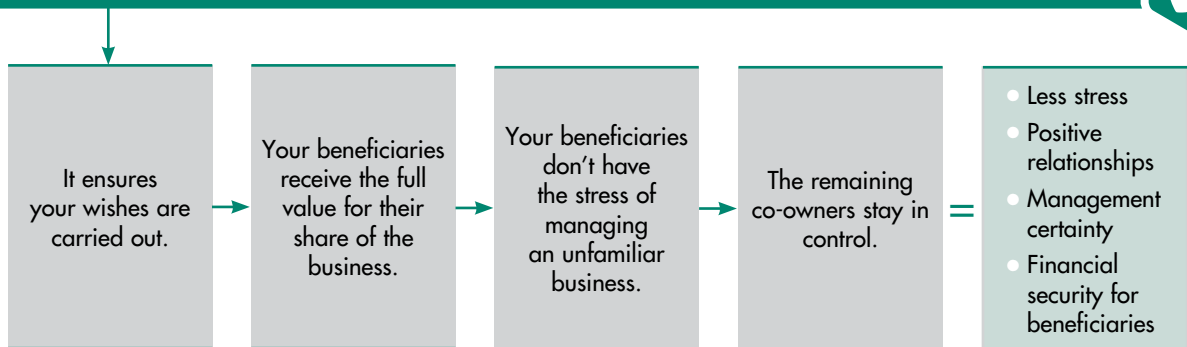 It ensures
your wishes are
carried out.
Your beneficiaries
receive the full
value for their
share of the
business.
Your beneficiaries
don't have
the stress of
managing
an unfamiliar
business.
The remaining
co-owners stay in
control.
=
Less stress
Positive
relationships
Management
certainty
Financial
security for
beneficiaries